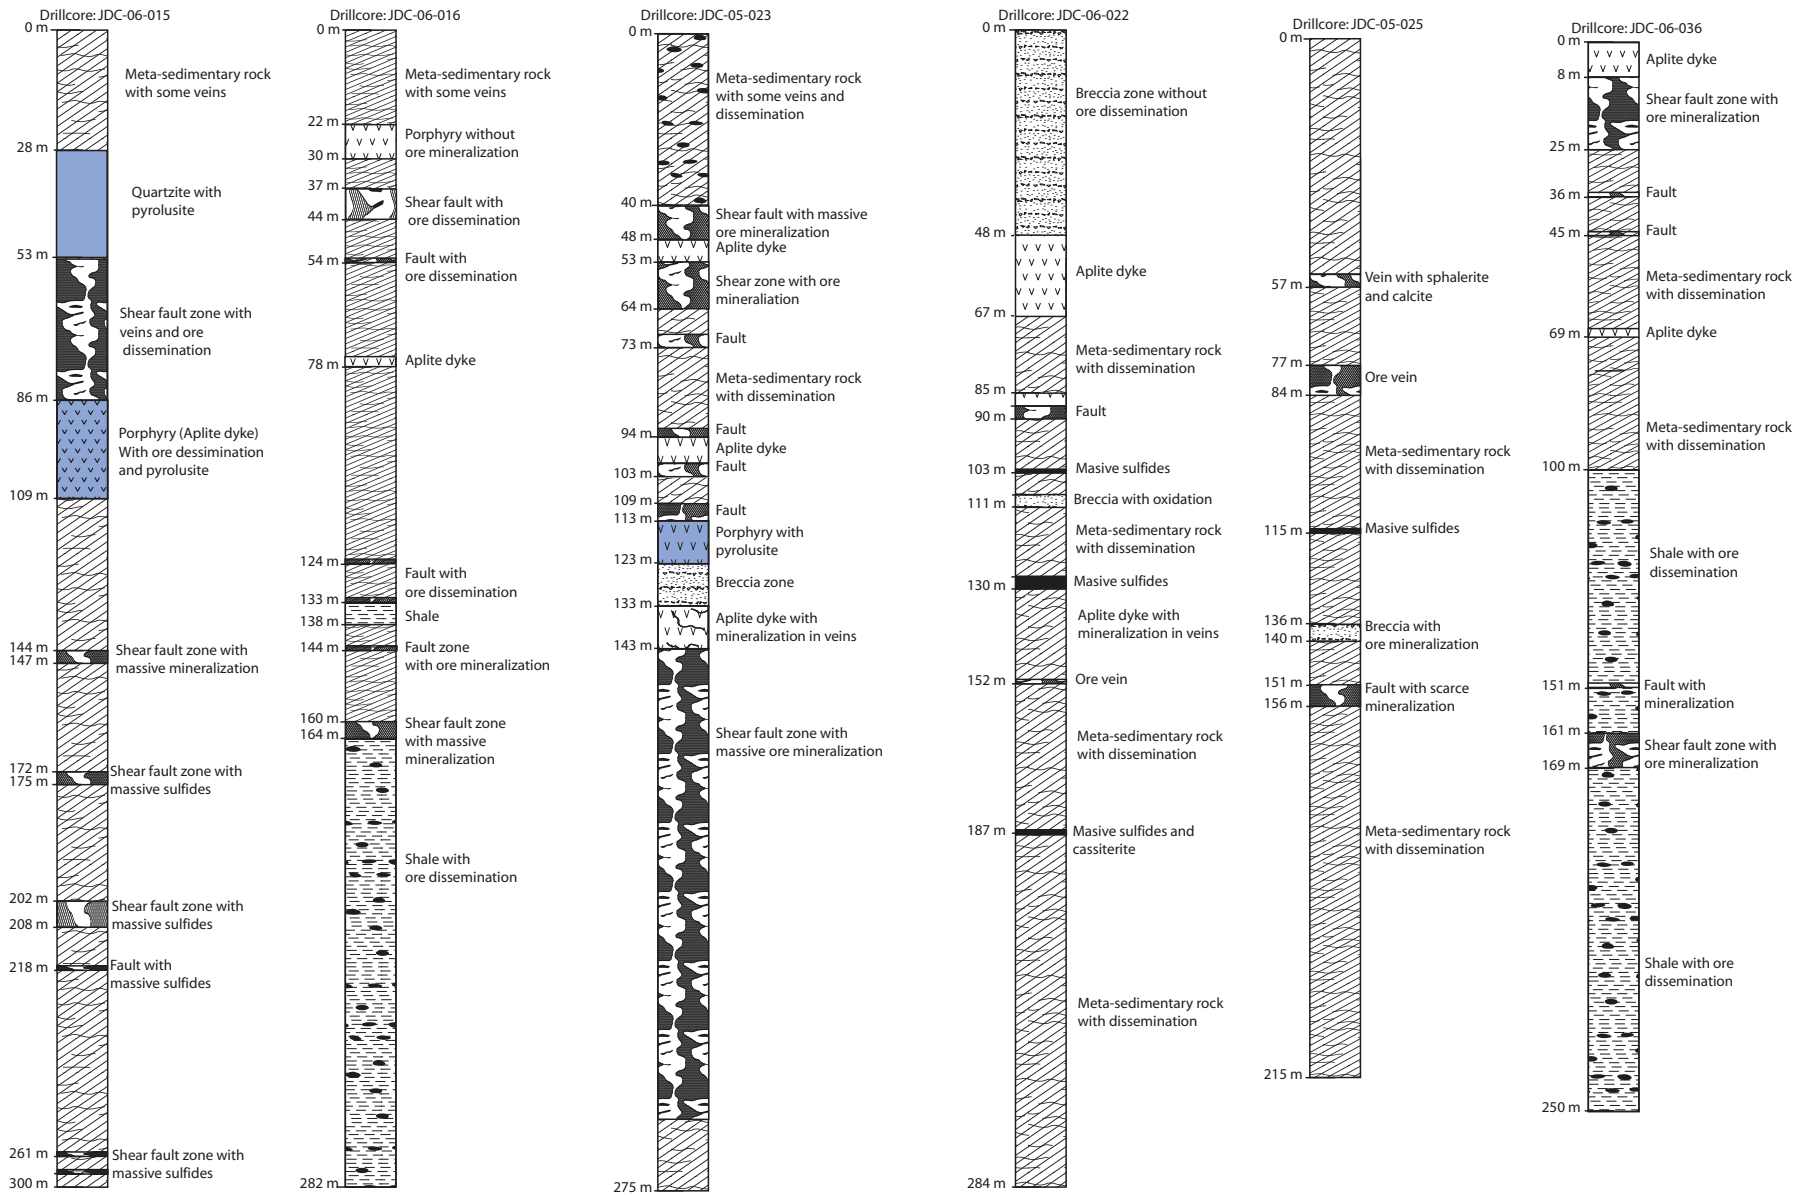 Drillcore: JDC-06-015
0 m
Meta-sedimentary rock
with some veins
28 m
Quartzite with
pyrolusite
53 m
Shear fault zone with
veins and ore
dissemination
86 m
Porphyry (Aplite dyke)
With ore dessimination
and pyrolusite
109 m
144 m
Shear fault zone with
massive mineralization
147 m
172 m
Shear fault zone with
massive sulfides
175 m
202 m
Shear fault zone with
massive sulfides
208 m
218 m
Fault with
massive sulfides
261 m
Shear fault zone with
massive sulfides
300 m
Drillcore: JDC-06-016
0 m
Meta-sedimentary rock
with some veins
22 m
Porphyry without
ore mineralization
30 m
37 m
Shear fault with
ore dissemination
44 m
54 m
Fault with
ore dissemination
78 m
Aplite dyke
124 m
Fault with
ore dissemination
133 m
Shale
138 m
144 m
Fault zone
with ore mineralization
160 m
Shear fault zone
with massive
mineralization
164 m
Shale with
ore dissemination
282 m
Drillcore: JDC-05-023
0 m
Meta-sedimentary rock
with some veins and
dissemination
40 m
Shear fault with massive
ore mineralization
48 m
Aplite dyke
53 m
Shear zone with ore
mineraliation
64 m
Fault
73 m
Meta-sedimentary rock
with dissemination
Fault
94 m
Aplite dyke
Fault
103 m
109 m
Fault
113 m
Porphyry with
pyrolusite
123 m
Breccia zone
133 m
Aplite dyke with
mineralization in veins
143 m
Shear fault zone with
massive ore mineralization
275 m
Drillcore: JDC-06-022
0 m
Breccia zone without
ore dissemination
48 m
Aplite dyke
67 m
Meta-sedimentary rock
with dissemination
85 m
Fault
90 m
103 m
Masive sulfides
Breccia with oxidation
111 m
Meta-sedimentary rock
with dissemination
Masive sulfides
130 m
Aplite dyke with
mineralization in veins
152 m
Ore vein
Meta-sedimentary rock
with dissemination
187 m
Masive sulfides and
cassiterite
Meta-sedimentary rock
with dissemination
284 m
Drillcore: JDC-05-025
0 m
Vein with sphalerite
and calcite
57 m
77 m
Ore vein
84 m
Meta-sedimentary rock
with dissemination
115 m
Masive sulfides
136 m
Breccia with
ore mineralization
140 m
151 m
Fault with scarce
mineralization
156 m
Meta-sedimentary rock
with dissemination
215 m
Drillcore: JDC-06-036
0 m
Aplite dyke
8 m
Shear fault zone with
ore mineralization
25 m
36 m
Fault
45 m
Fault
Meta-sedimentary rock
with dissemination
69 m
Aplite dyke
Meta-sedimentary rock
with dissemination
100 m
Shale with ore
dissemination
151 m
Fault with
mineralization
161 m
Shear fault zone with
ore mineralization
169 m
Shale with ore
dissemination
250 m